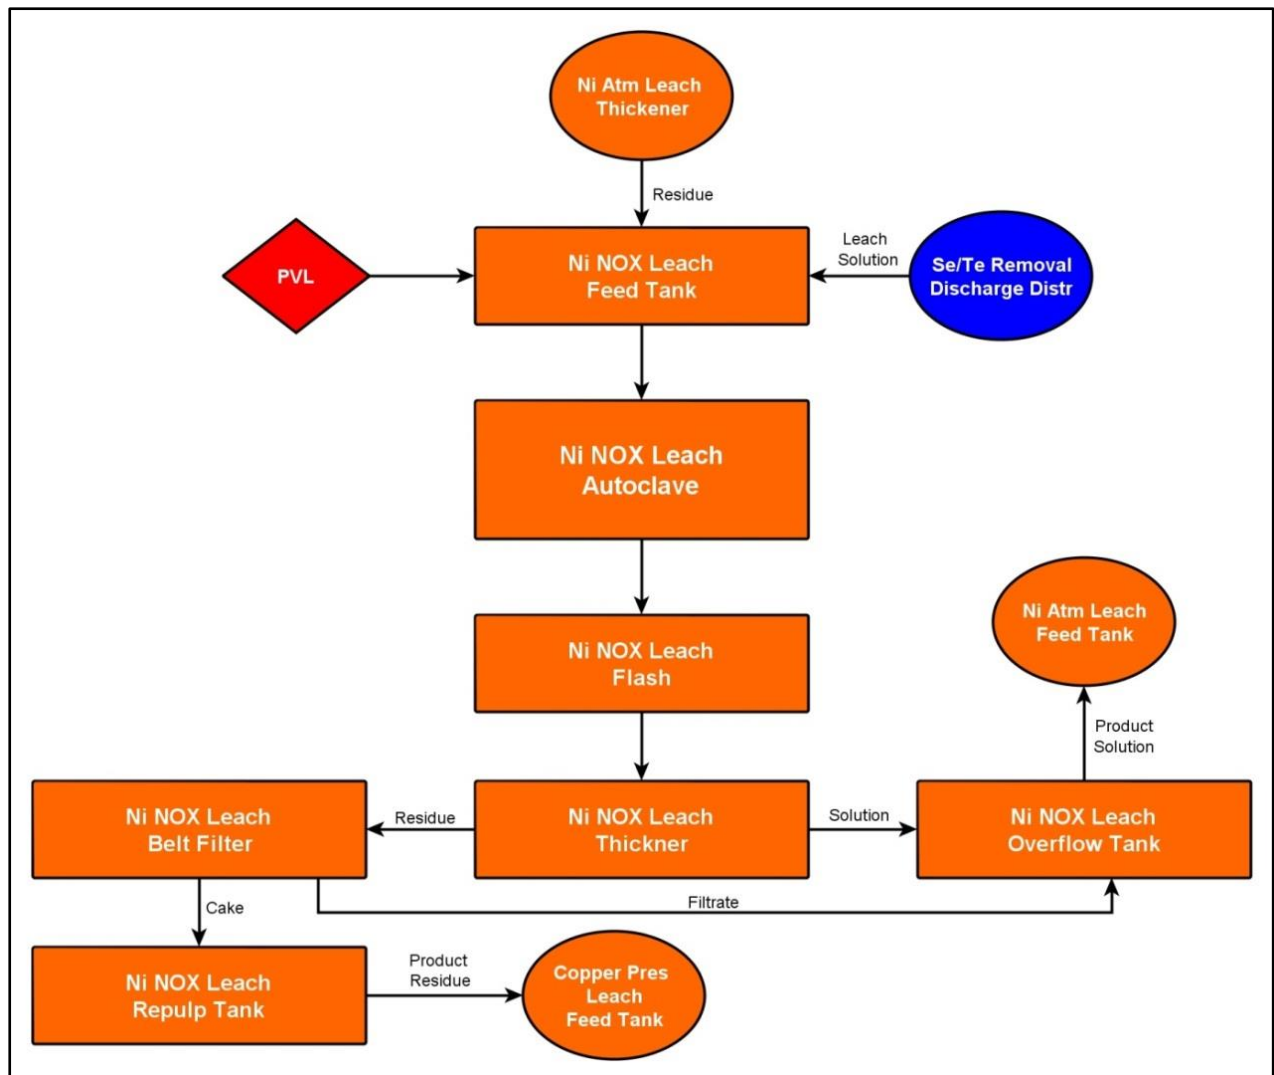 Ni Atm Leach
Thickener
Residue
PVL
Ni NOX Leach
Feed Tank
Leach
Solution
Se/Te Removal
Discharge Distr
Ni NOX Leach
Autoclave
Ni NOX Leach
Flash
Ni Atm Leach
Feed Tank
Product
Solution
Ni NOX Leach
Belt Filter
Residue
Ni NOX Leach
Thickner
Solution
Ni NOX Leach
Overflow Tank
Cake
Filtrate
Ni NOX Leach
Repulp Tank
Product
Residue
Copper Pres
Leach
Feed Tank